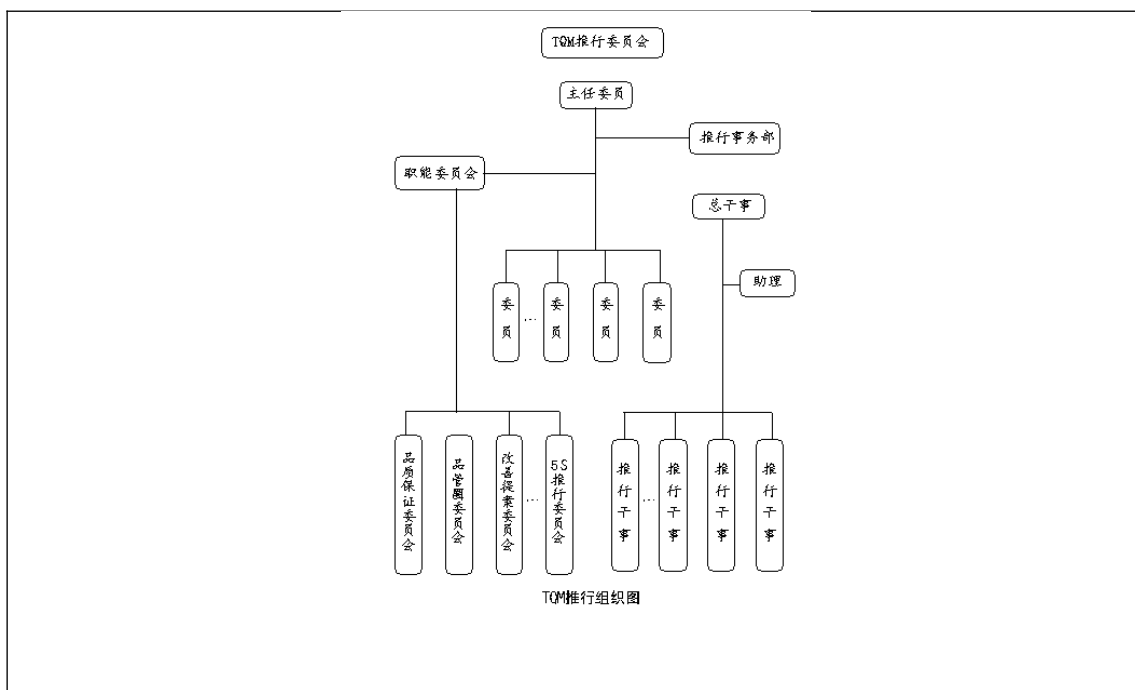 TQM推行委员会
主任委员
推行事务部
职能委员会
总干事
助理
委员
…
委员
委员
委员
品质保证委员会
品管圈委员会
改善提案委员会
…
5S推行委员会
推行干事
…
推行干事
推行干事
推行干事
TQM推行组织图